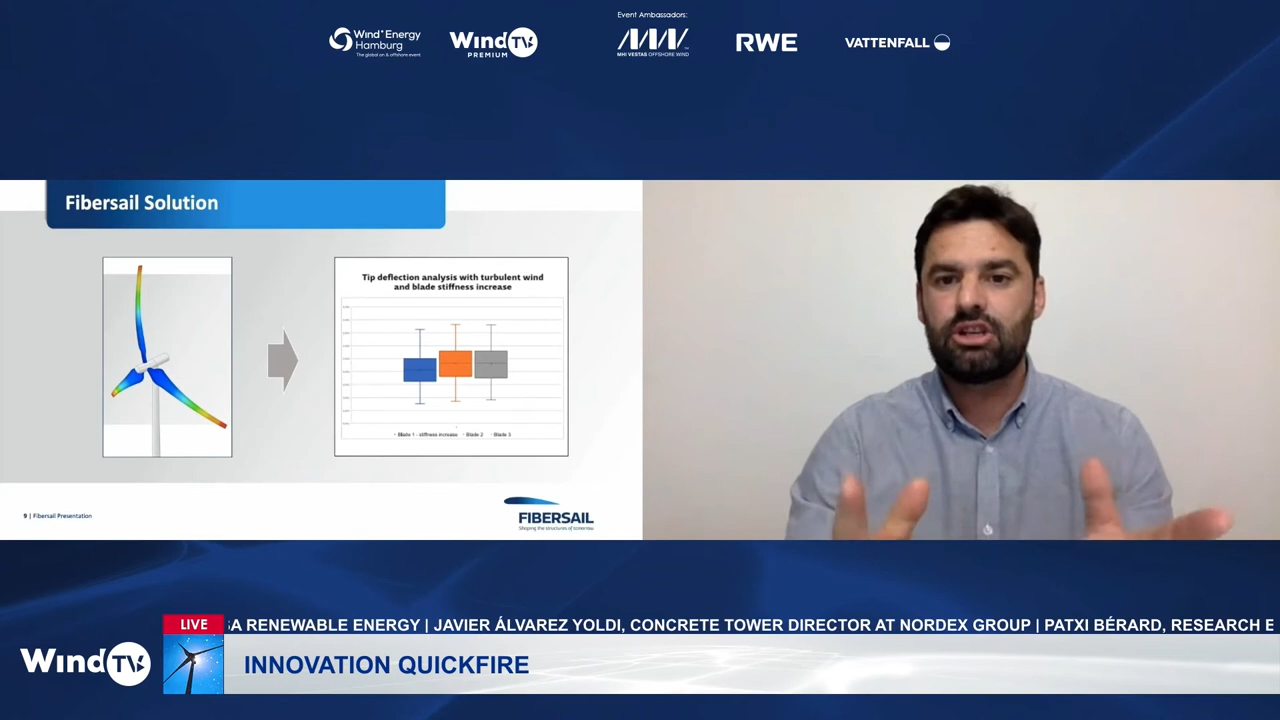 Event Ambassadors:
Wind Energy
Hamburg
The global on & offshore event
WindTV
PREMIUM
MHI VESTAS OFFSHORE WIND
RWE
VATTENFALL
Fibersail Solution
Tip deflection analysis with turbulent wind
and blade stiffness increase
Blade 1 - stiffness increase Blade 2 Blade 3
9 | Fibersail Presentation
FIBERSAIL
Shaping the structures of tomorrow
LIVE
SA RENEWABLE ENERGY | JAVIER ÁLVAREZ YOLDI, CONCRETE TOWER DIRECTOR AT NORDEX GROUP | PATXI BÉRARD, RESEARCH E
WindTV
INNOVATION QUICKFIRE